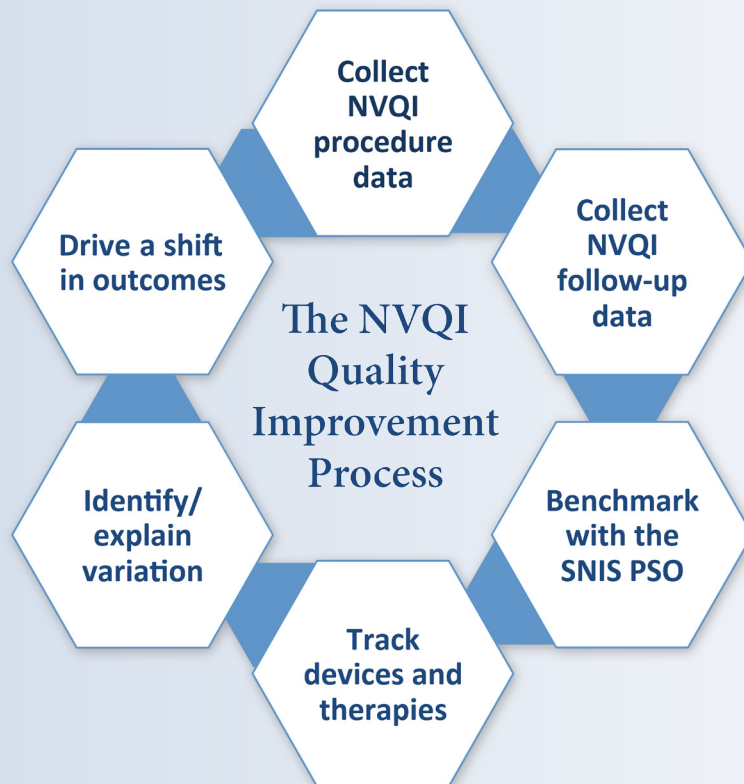 Collect
NVQI
procedure
data
Collect
NVQI
follow-up
data
Benchmark
with the
SNIS PSO
Track
devices and
therapies
Identify/
explain
variation
Drive a shift
in outcomes
The NVQI
Quality
Improvement
Process